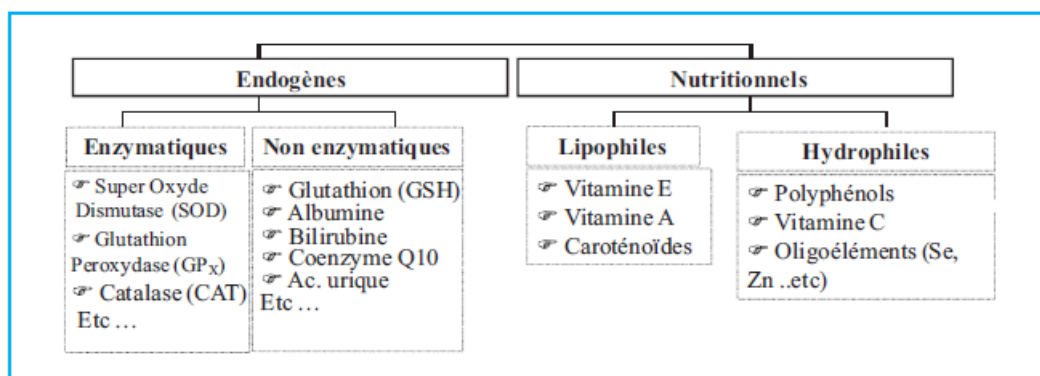 Endogènes
Nutritionnels
Enzymatiques
☞ Super Oxyde
Dismutase (SOD)
☞ Glutathion
Peroxydase (GPX)
☞ Catalase (CAT)
Etc ...
Non enzymatiques
☞ Glutathion (GSH)
☞ Albumine
☞ Bilirubine
☞ Coenzyme Q10
☞ Ac. urique
Etc ...
Lipophiles
☞ Vitamine E
☞ Vitamine A
☞ Caroténoïdes
Hydrophiles
☞ Polyphénols
☞ Vitamine C
☞ Oligoéléments (Se,
Zn ..etc)